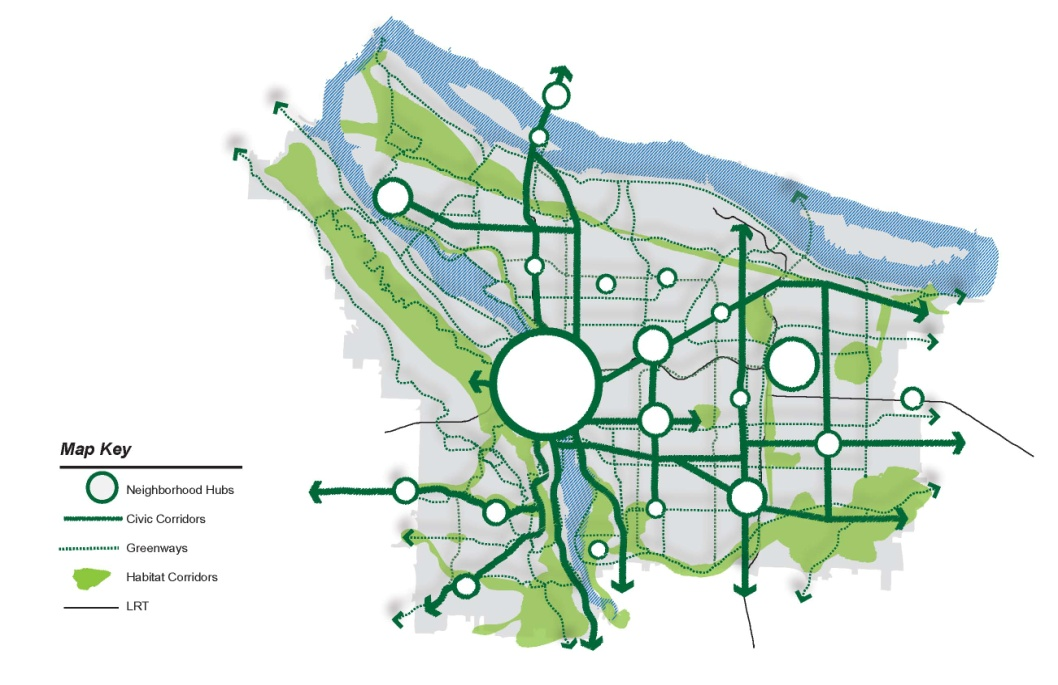 Map Key
Neighborhood Hubs
Civic Corridors
Greenways
Habitat Corridors
LRT